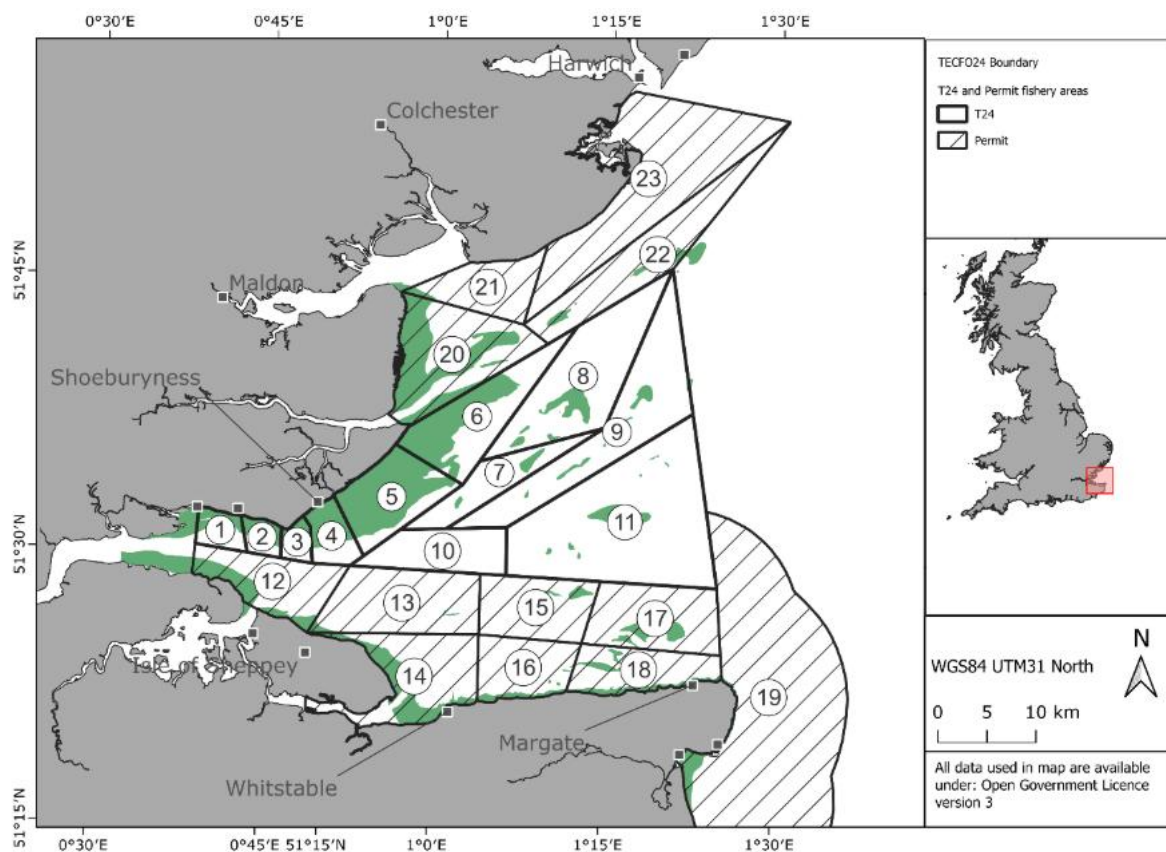 0°30'E 0°45'E 1°0'E 1°15'E 1°30'E
Harwich
Colchester
23
51°45'N
22
Maldon
21
Shoeburyness
20
8
6
9
7
5
11
1 2 3 4
51°30'N
10
12
13 15
17
Isle of Sheppey
14 16 18
19
Margate
Whitstable
51°15'N
0°30'E 0°45'E 51°15'N 1°0'E 1°15'E 1°30'E
TECFO24 Boundary
T24 and Permit fishery areas
T24
Permit
WGS84 UTM31 North
N
0 5 10 km
All data used in map are available
under: Open Government Licence
version 3